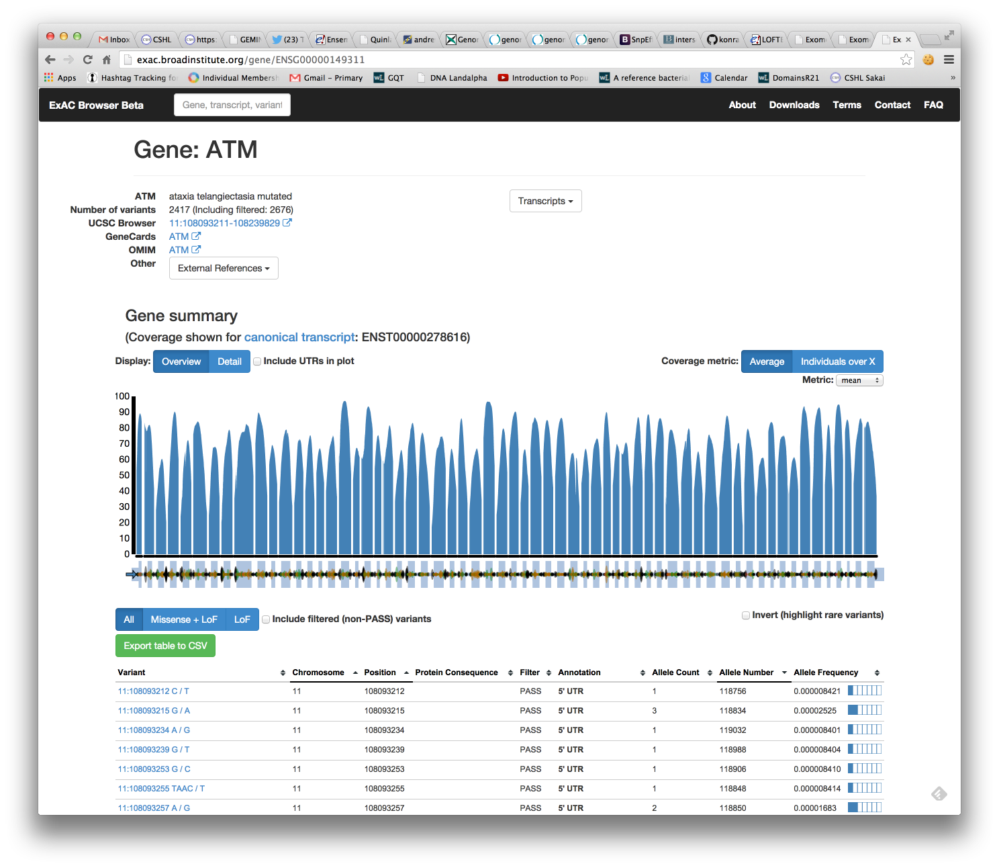 Inbox CSHL https: GEMIN (23) T Ensem Quinl andre Genor genor genor genor SnpEf inters konra LOFTE Exom Exom Ex
exac.broadinstitute.org/gene/ENSG00000149311
Apps Hashtag Tracking fo Individual Membersh Gmail - Primary GQT DNA Landalpha Introduction to Popu A reference bacteria Calendar DomainsR21 CSHL Sakai »
ExAC Browser Beta Gene, transcript, variant About Downloads Terms Contact FAQ
Gene: ATM
ATM ataxia telangiectasia mutated
Transcripts
Number of variants 2417 (Including filtered: 2676)
UCSC Browser 11:108093211-108239829
GeneCards ATM
OMIM ATM
Other External References
Gene summary
(Coverage shown for canonical transcript: ENST00000278616)
Display: Overview Detail Include UTRs in plot Coverage metric: Average Individuals over X
Metric: mean
100
90
80
70
60
50
40
30
20
10
0
All Missense + LoF LoF Include filtered (non-PASS) variants Invert (highlight rare variants)
Export table to CSV
Variant Chromosome Position Protein Consequence Filter Annotation Allele Count Allele Number Allele Frequency
11:108093212 C / T 11 108093212 PASS 5' UTR 1 118756 0.000008421
11:108093215 G / A 11 108093215 PASS 5' UTR 3 118834 0.00002525
11:108093234 A / G 11 108093234 PASS 5' UTR 1 119032 0.000008401
11:108093239 G / T 11 108093239 PASS 5' UTR 1 118988 0.000008404
11:108093253 G / C 11 108093253 PASS 5' UTR 1 118906 0.000008410
11:108093255 TAAC / T 11 108093255 PASS 5' UTR 1 118848 0.000008414
11:108093257 A / G 11 108093257 PASS 5' UTR 2 118850 0.00001683